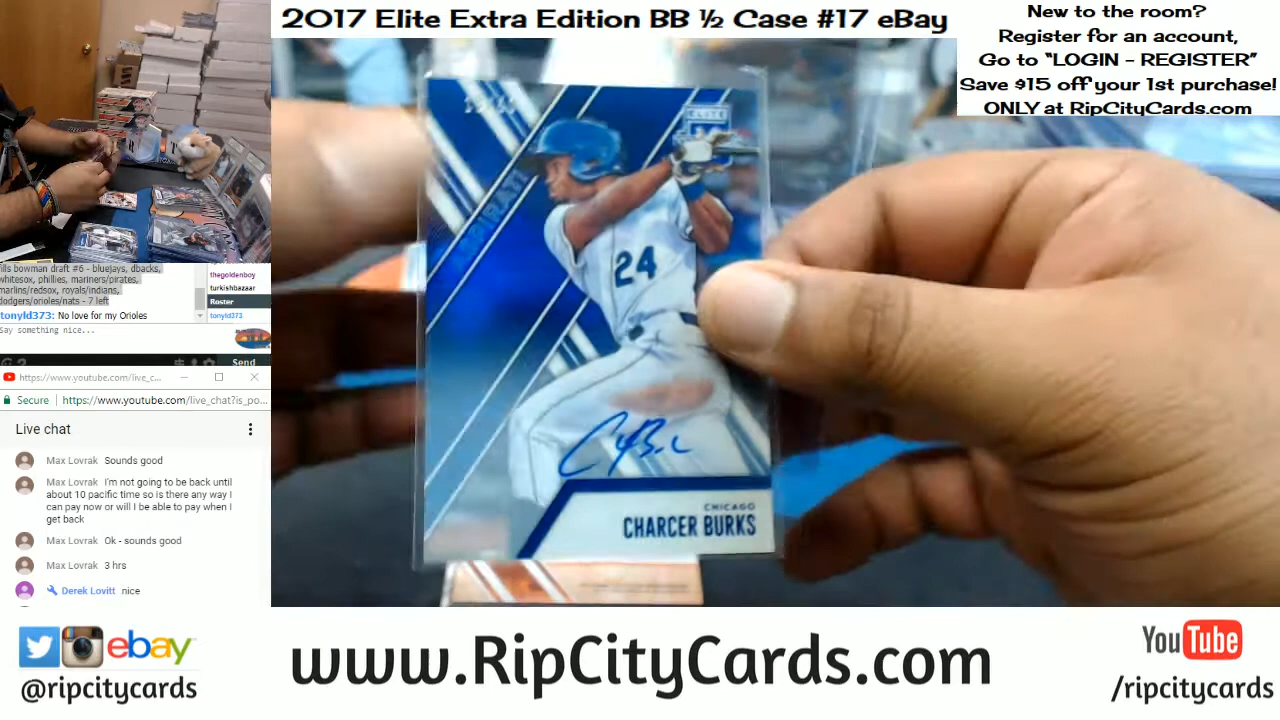 2017 Elite Extra Edition BB ½ Case #17 eBay
New to the room?
Register for an account,
Go to “LOGIN - REGISTER”
Save $15 off your 1st purchase!
ONLY at RipCityCards.com
ELITE
24
CHICAGO
CHARCER BURKS
ills bowman draft #6 - bluejays, dbacks,
whitesox, phillies, mariners/pirates,
marlins/redsox, royals/indians,
dodgers/orioles/nats - 7 left
tonyld373: No love for my Orioles
Say something nice...
thegoldenboy
turkishbazaar
Roster
tonyld373
Send
https://www.youtube.com/live_c...
Secure https://www.youtube.com/live_chat?is_po...
Live chat
Max Lovrak Sounds good
Max Lovrak I'm not going to be back until
about 10 pacific time so is there any way I
can pay now or will I be able to pay when I
get back
Max Lovrak Ok - sounds good
Max Lovrak 3 hrs
Derek Lovitt nice
ebay
@ripcitycards
www.RipCityCards.com
YouTube
/ripcitycards